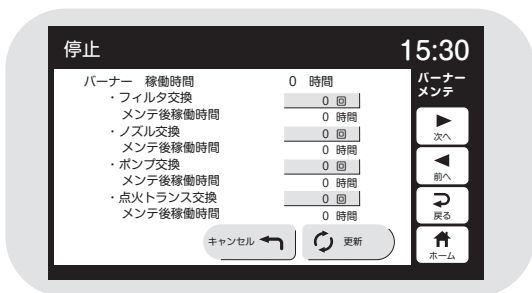 停止 15:30
バーナー 稼働時間 0 時間
・フィルタ交換 0 回
メンテ後稼働時間 0 時間
・ノズル交換 0 回
メンテ後稼働時間 0 時間
・ポンプ交換 0 回
メンテ後稼働時間 0 時間
・点火トランス交換 0 回
メンテ後稼働時間 0 時間
キャンセル 更新
バーナー
メンテ
次へ
前へ
戻る
ホーム